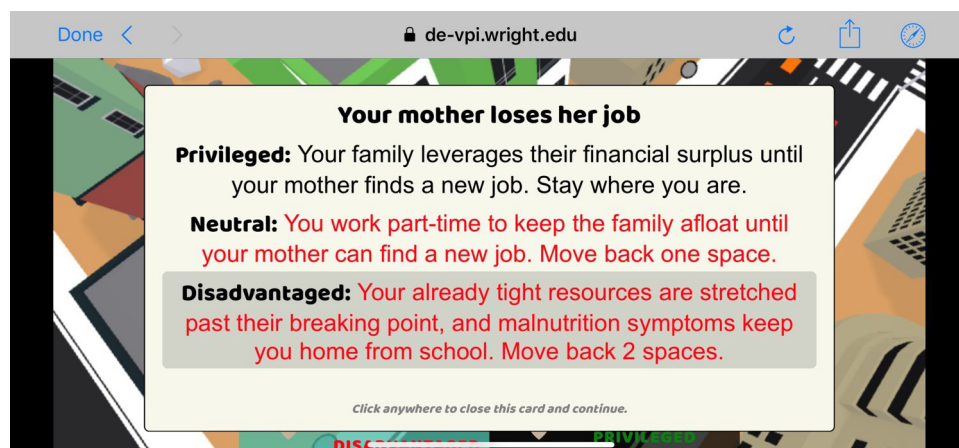 Done
de-vpi.wright.edu
Your mother loses her job
Privileged: Your family leverages their financial surplus until
your mother finds a new job. Stay where you are.
Neutral: You work part-time to keep the family afloat until
your mother can find a new job. Move back one space.
Disadvantaged: Your already tight resources are stretched
past their breaking point, and malnutrition symptoms keep
you home from school. Move back 2 spaces.
Click anywhere to close this card and continue.
DISADVANTAGED
PRIVILEGED